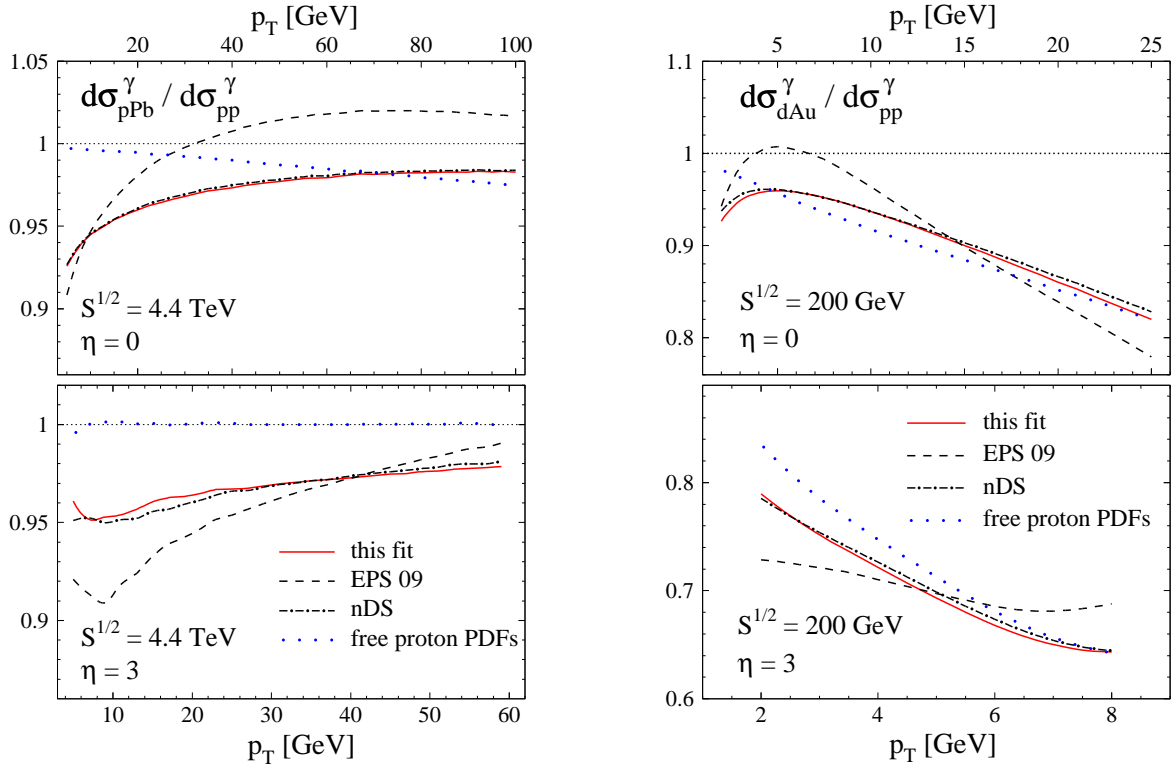 p_T [GeV]
20 40 60 80 100
1.05
1
0.95
0.9
dσ^γ_pPb / dσ^γ_pp
S^1/2 = 4.4 TeV
η = 0
1
0.95
0.9
this fit
EPS 09
nDS
free proton PDFs
S^1/2 = 4.4 TeV
η = 3
10 20 30 40 50 60
p_T [GeV]
p_T [GeV]
5 10 15 20 25
1.1
1
0.9
0.8
dσ^γ_dAu / dσ^γ_pp
S^1/2 = 200 GeV
η = 0
0.8
0.7
0.6
this fit
EPS 09
nDS
free proton PDFs
S^1/2 = 200 GeV
η = 3
2 4 6 8
p_T [GeV]